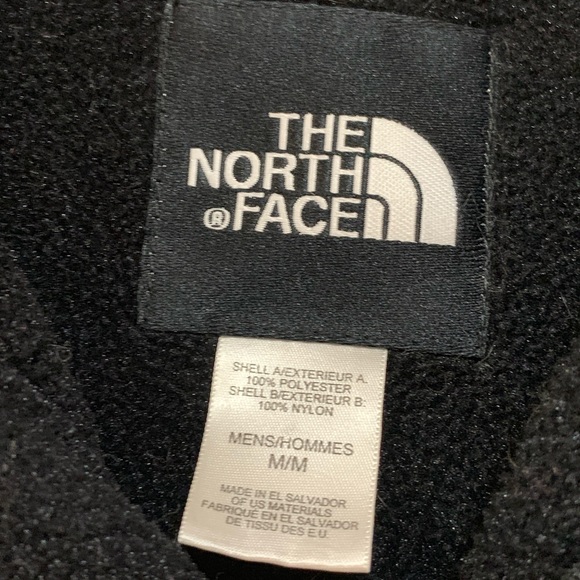 THE
NORTH
®FACE
SHELL A/EXTERIEUR A:
100% POLYESTER
SHELL B/EXTERIEUR B:
100% NYLON
MENS/HOMMES
M/M
MADE IN EL SALVADOR
OF US MATERIALS
FABRIQUÉ EN EL SALVADOR
DE TISSU DES E.U.